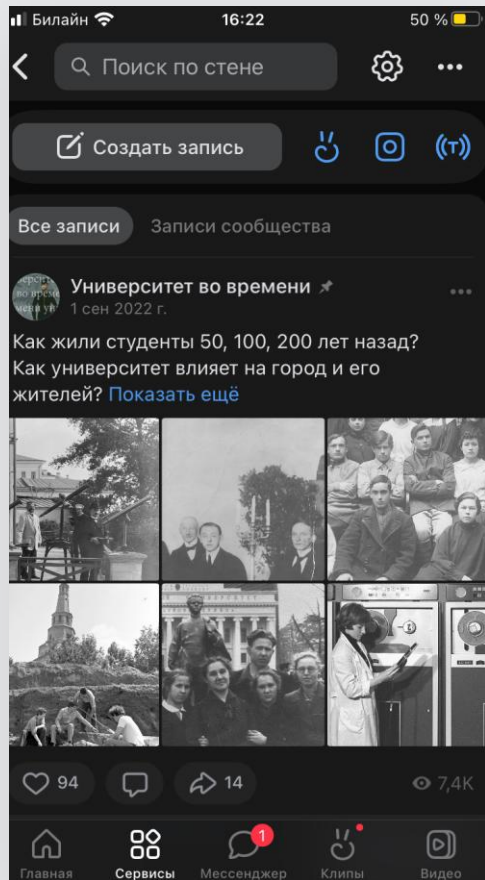 Билайн 16:22 50 %
Поиск по стене
Создать запись
Все записи Записи сообщества
Университет во времени
1 сен 2022 г.
Как жили студенты 50, 100, 200 лет назад?
Как университет влияет на город и его
жителей? Показать ещё
94 14 7,4K
1
Главная Сервисы Мессенджер Клипы Видео